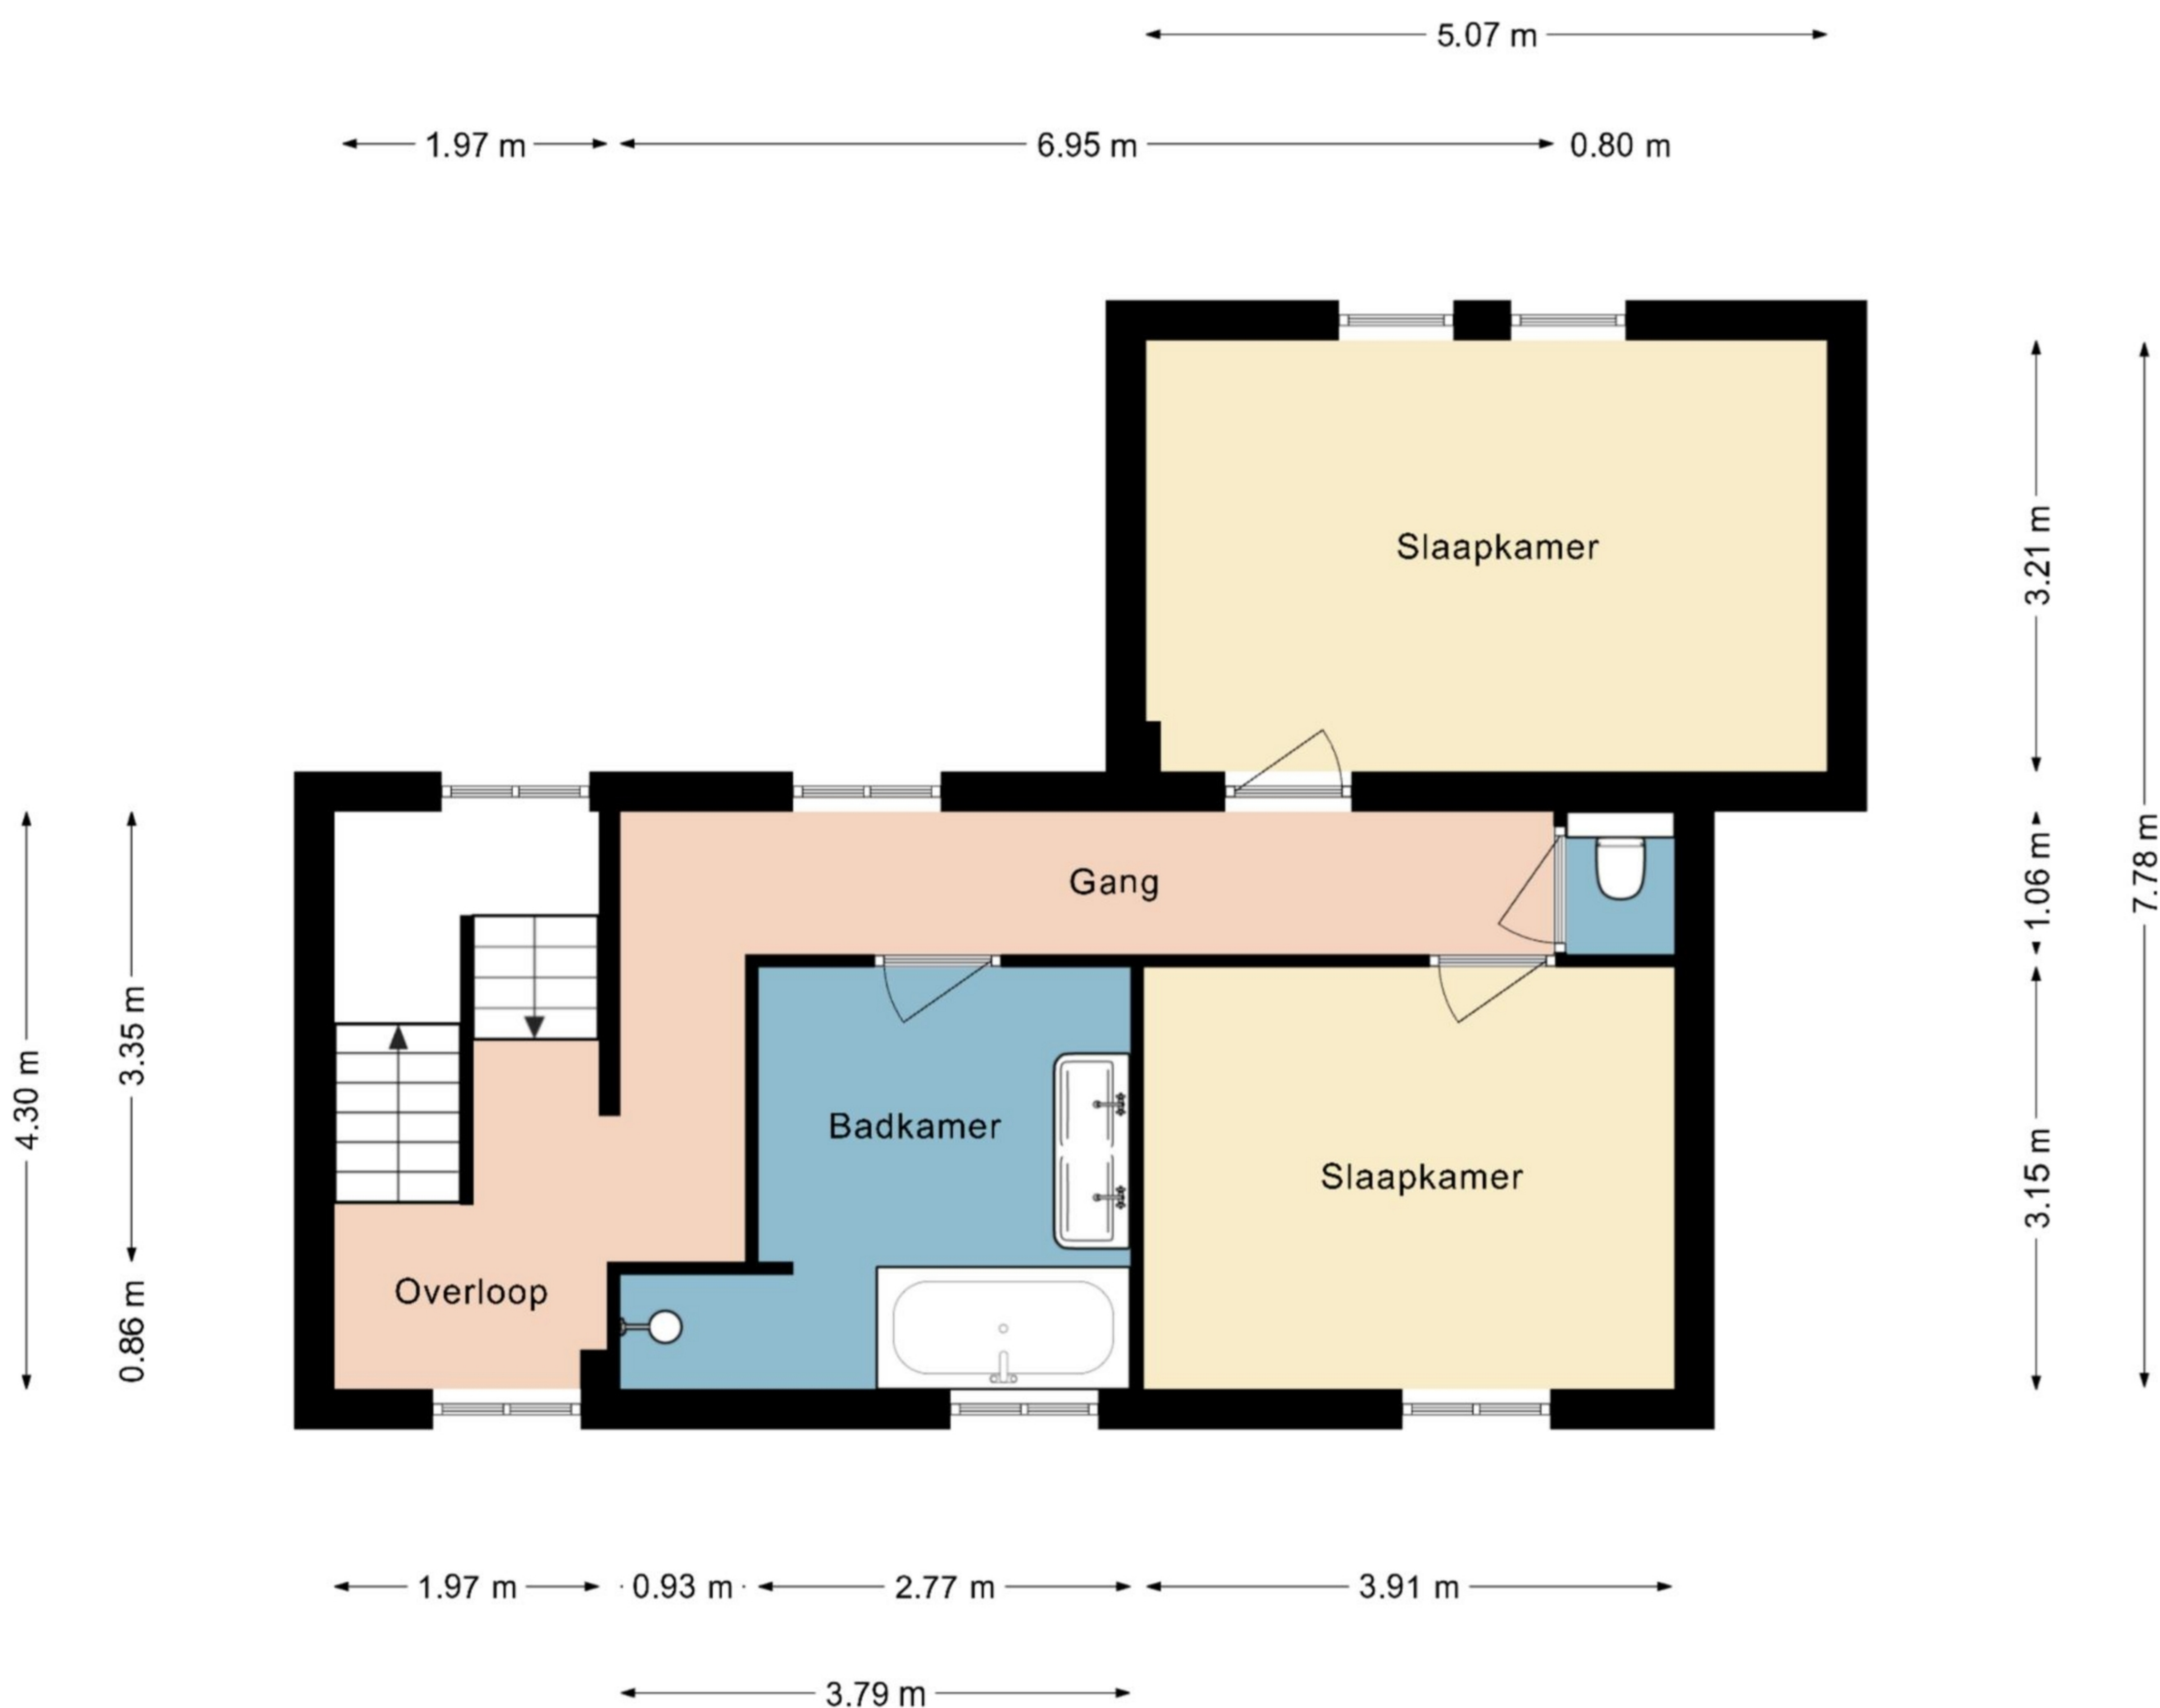 5.07 m
1.97 m
6.95 m
0.80 m
Slaapkamer
3.21 m
7.78 m
Gang
1.06 m
4.30 m
3.35 m
Badkamer
Slaapkamer
3.15 m
Overloop
0.86 m
1.97 m
0.93 m
2.77 m
3.91 m
3.79 m